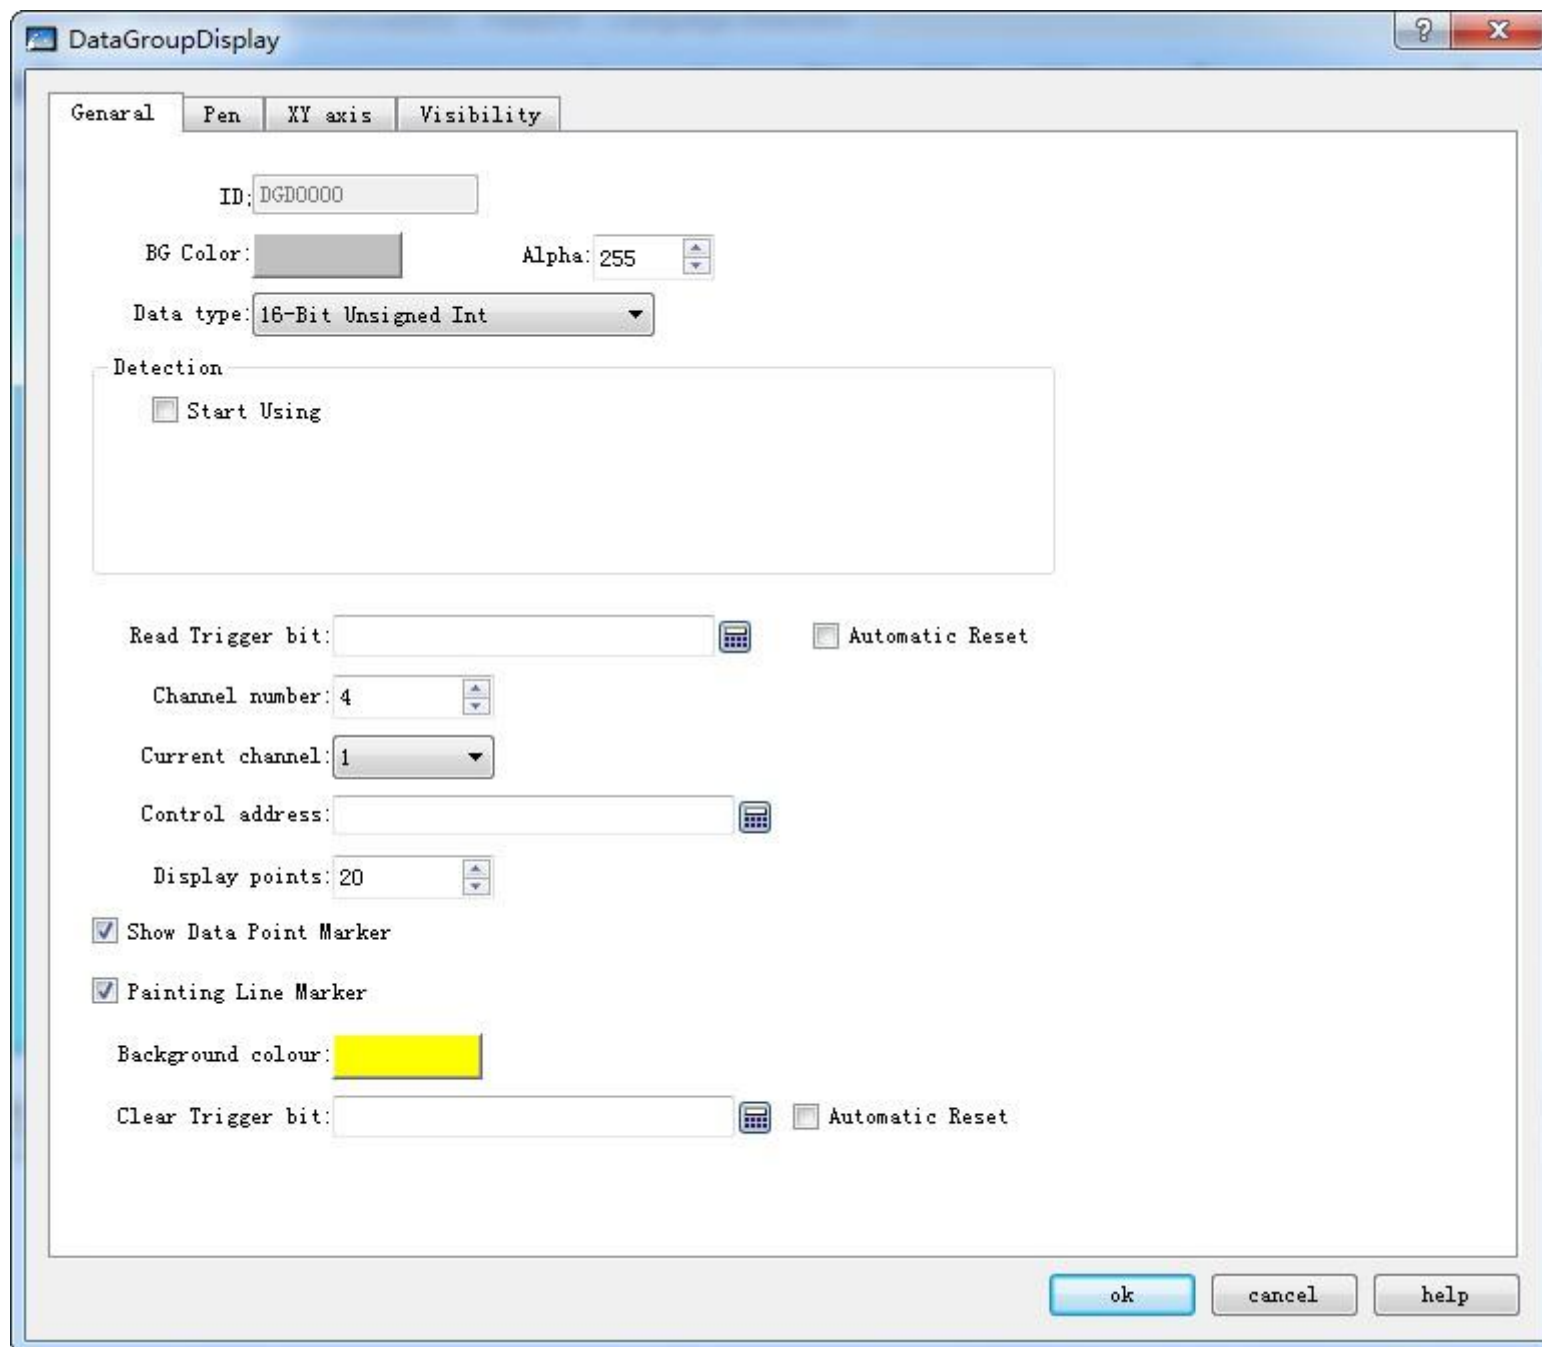 DataGroupDisplay
Genaral Pen XY axis Visibility
ID: DGD0000
BG Color: Alpha: 255
Data type: 16-Bit Unsigned Int
Detection
Start Using
Read Trigger bit: Automatic Reset
Channel number: 4
Current channel: 1
Control address:
Display points: 20
Show Data Point Marker
Painting Line Marker
Background colour:
Clear Trigger bit: Automatic Reset
ok cancel help